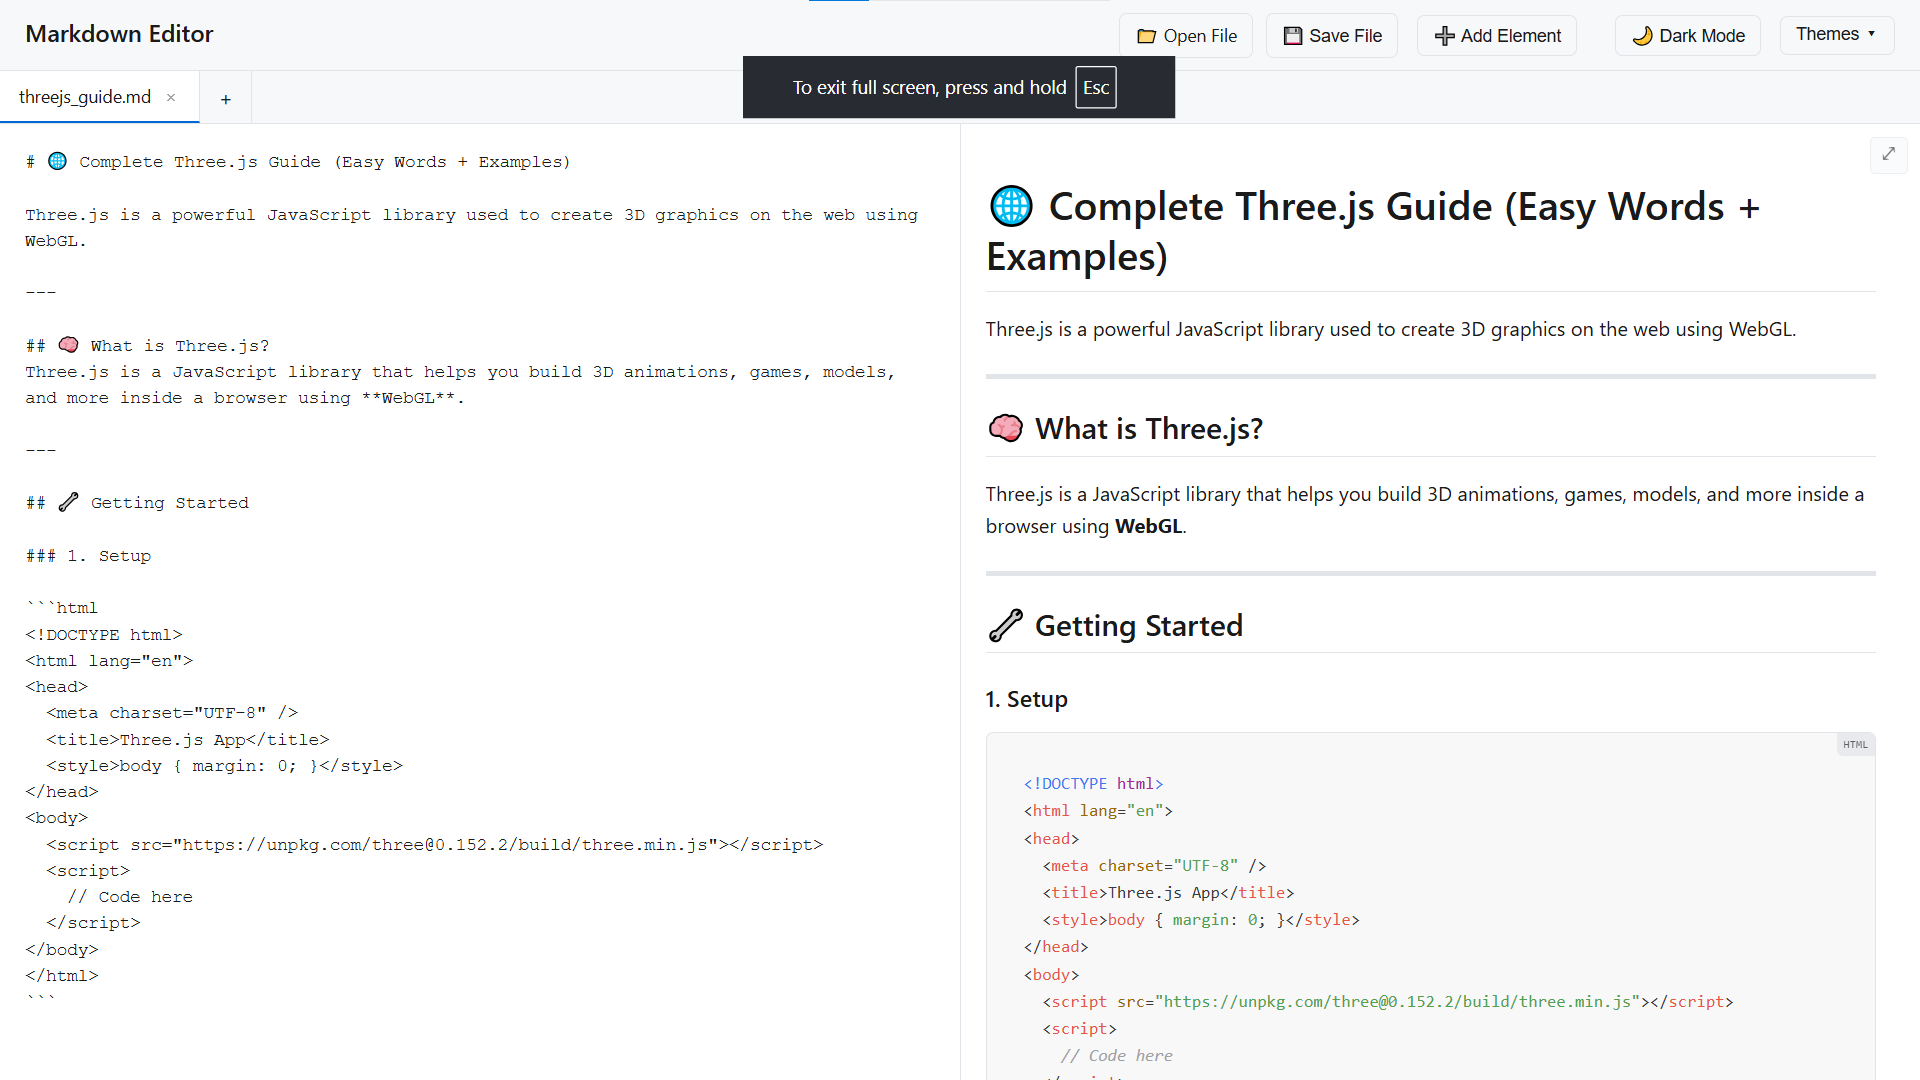 Markdown Editor
Open File
Save File
Add Element
Dark Mode
Themes
To exit full screen, press and hold Esc
threejs_guide.md
+
# 🌐 Complete Three.js Guide (Easy Words + Examples)
Three.js is a powerful JavaScript library used to create 3D graphics on the web using
WebGL.
---
## 🧠 What is Three.js?
Three.js is a JavaScript library that helps you build 3D animations, games, models,
and more inside a browser using **WebGL**.
---
## 🔧 Getting Started
### 1. Setup
```html
<!DOCTYPE html>
<html lang="en">
<head>
  <meta charset="UTF-8" />
  <title>Three.js App</title>
  <style>body { margin: 0; }</style>
</head>
<body>
  <script src="https://unpkg.com/three@0.152.2/build/three.min.js"></script>
  <script>
    // Code here
  </script>
</body>
</html>
```
🌐 Complete Three.js Guide (Easy Words +
Examples)
Three.js is a powerful JavaScript library used to create 3D graphics on the web using WebGL.
🧠 What is Three.js?
Three.js is a JavaScript library that helps you build 3D animations, games, models, and more inside a
browser using WebGL.
🔧 Getting Started
1. Setup
HTML
<!DOCTYPE html>
<html lang="en">
<head>
  <meta charset="UTF-8" />
  <title>Three.js App</title>
  <style>body { margin: 0; }</style>
</head>
<body>
  <script src="https://unpkg.com/three@0.152.2/build/three.min.js"></script>
  <script>
    // Code here